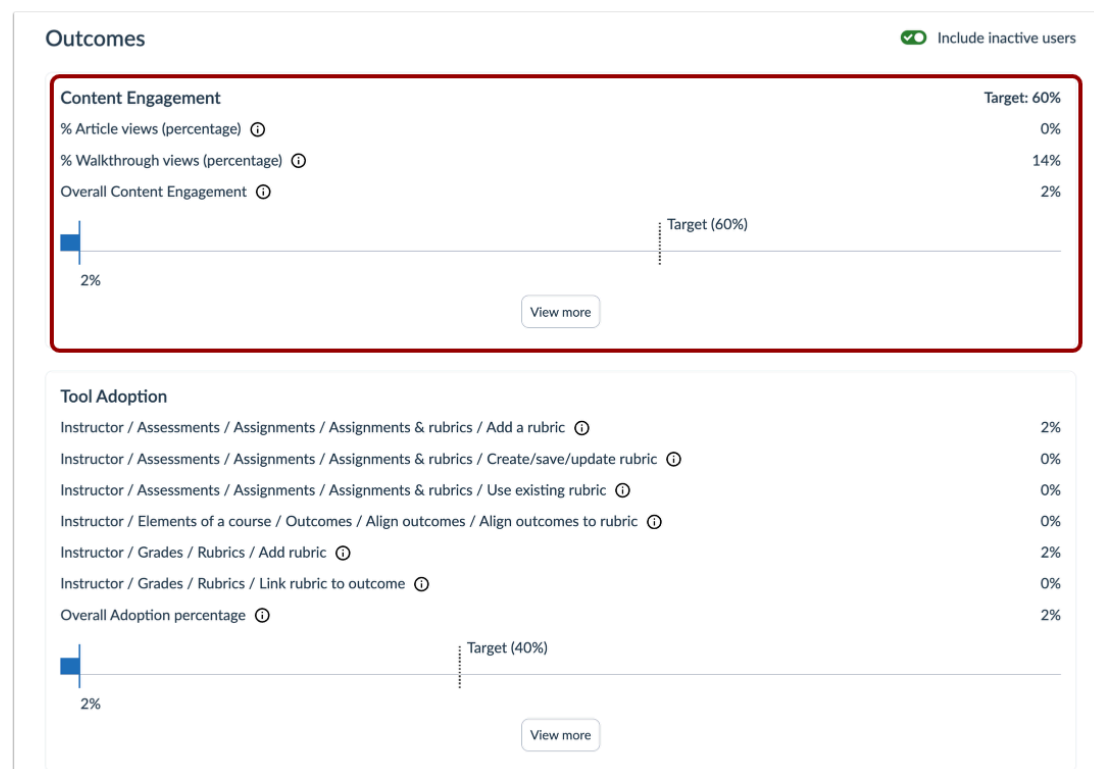 Outcomes Include inactive users
Content Engagement Target: 60%
% Article views (percentage) 0%
% Walkthrough views (percentage) 14%
Overall Content Engagement 2%
Target (60%)
2%
View more
Tool Adoption
Instructor / Assessments / Assignments / Assignments & rubrics / Add a rubric 2%
Instructor / Assessments / Assignments / Assignments & rubrics / Create/save/update rubric 0%
Instructor / Assessments / Assignments / Assignments & rubrics / Use existing rubric 0%
Instructor / Elements of a course / Outcomes / Align outcomes / Align outcomes to rubric 0%
Instructor / Grades / Rubrics / Add rubric 2%
Instructor / Grades / Rubrics / Link rubric to outcome 0%
Overall Adoption percentage 2%
Target (40%)
2%
View more